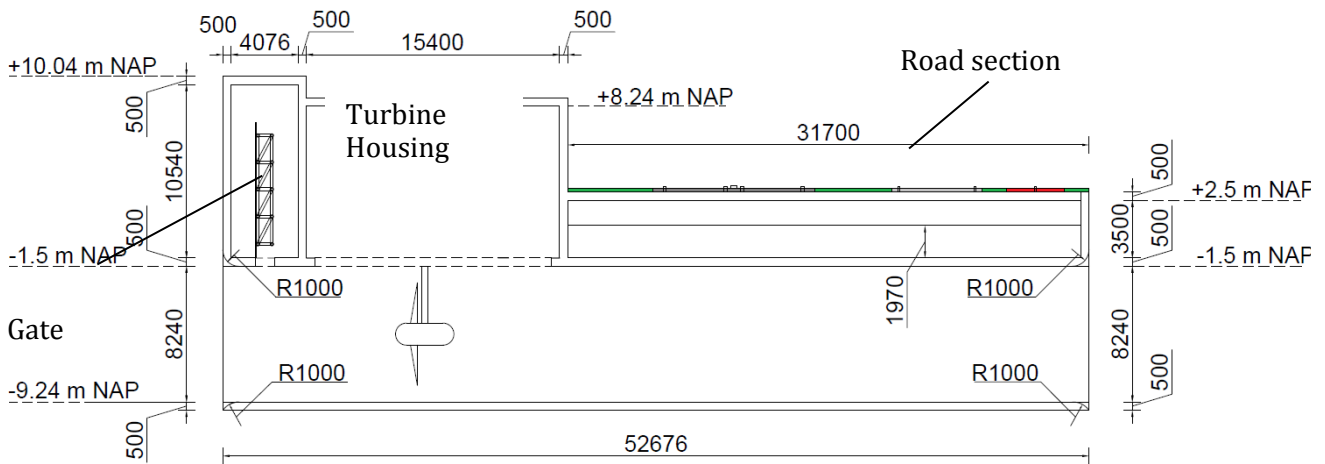 500
500
500
4076
15400
+10.04 m NAP
Road section
Turbine
Housing
+8.24 m NAP
500
31700
500
10540
+2.5 m NAP
500
3500
500
-1.5 m NAP
-1.5 m NAP
R1000
1970
R1000
Gate
8240
8240
R1000
R1000
-9.24 m NAP
500
500
52676